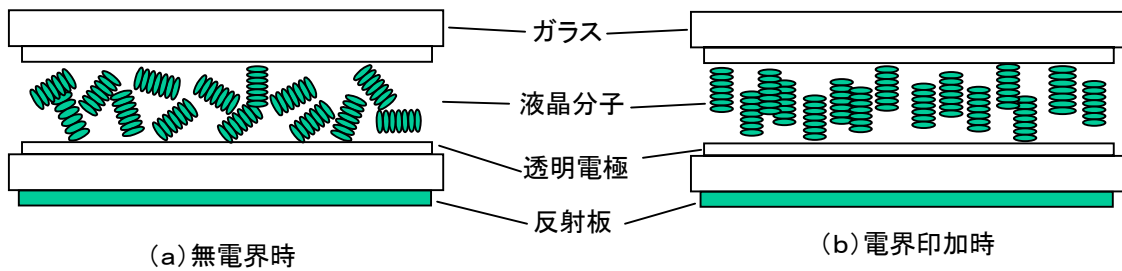 ガラス
液晶分子
透明電極
反射板
（a）無電界時
（b）電界印加時